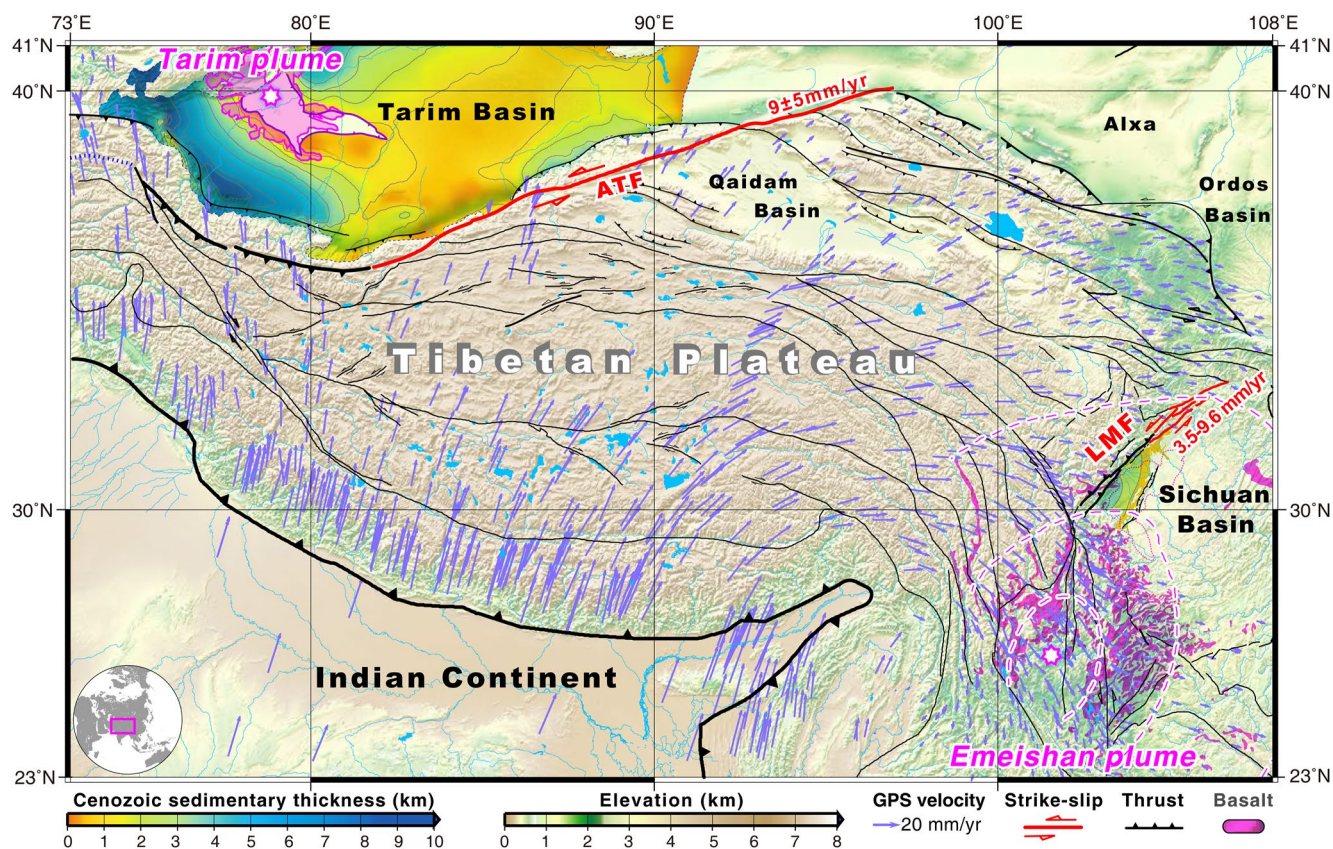 73°E 80°E 90°E 100°E 108°E
41°N 41°N
Tarim plume
40°N 40°N
9±5mm/yr
Tarim Basin
Alxa
ATF
Qaidam
Basin
Ordos
Basin
Tibetan Plateau
LMF
3.5-9.6 mm/yr
Sichuan
Basin
30°N 30°N
Indian Continent
Emeishan plume
23°N 23°N
Cenozoic sedimentary thickness (km)
0 1 2 3 4 5 6 7 8 9 10
Elevation (km)
0 1 2 3 4 5 6 7 8
GPS velocity
20 mm/yr
Strike-slip
Thrust
Basalt